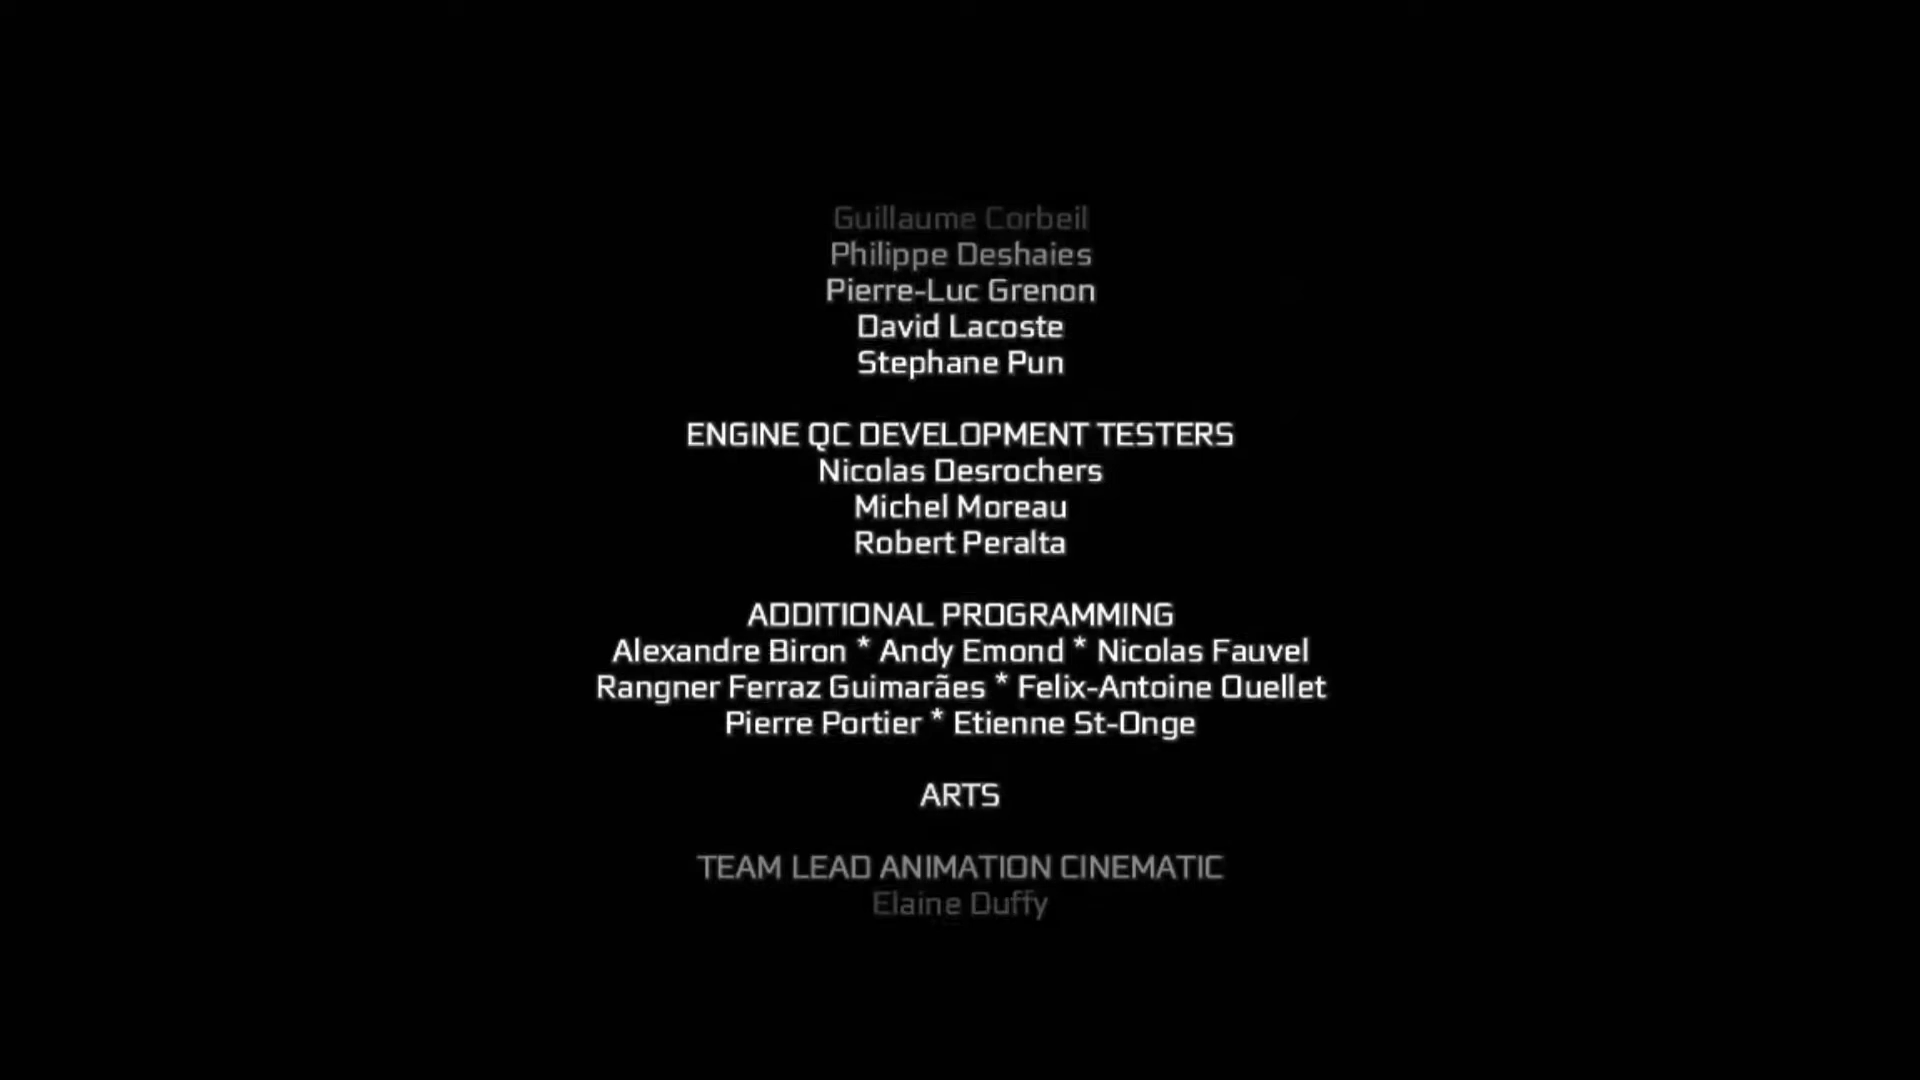 Guillaume Corbeil
Philippe Deshaies
Pierre-Luc Grenon
David Lacoste
Stephane Pun
ENGINE QC DEVELOPMENT TESTERS
Nicolas Desrochers
Michel Moreau
Robert Peralta
ADDITIONAL PROGRAMMING
Alexandre Biron * Andy Emond * Nicolas Fauvel
Rangner Ferraz Guimarães * Felix-Antoine Ouellet
Pierre Portier * Etienne St-Onge
ARTS
TEAM LEAD ANIMATION CINEMATIC
Elaine Duffy